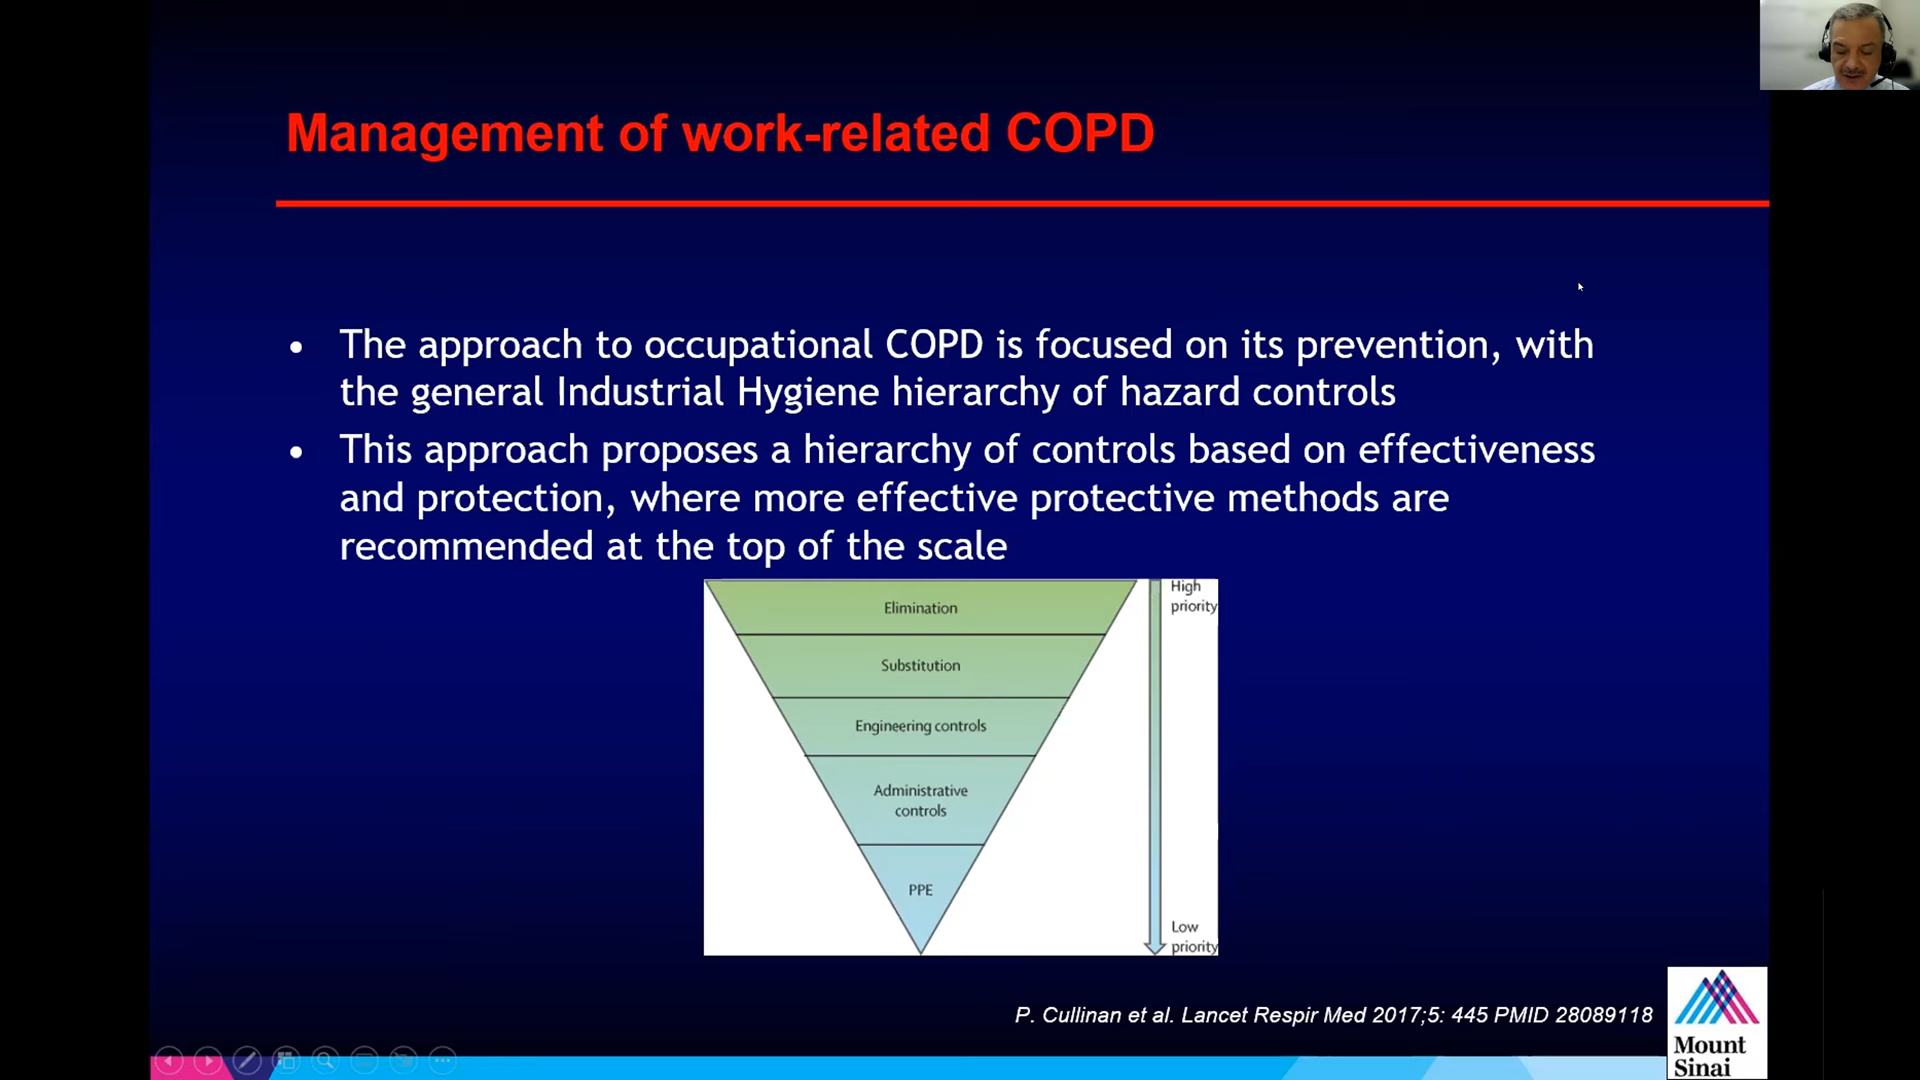 Management of work-related COPD
• The approach to occupational COPD is focused on its prevention, with
the general Industrial Hygiene hierarchy of hazard controls
• This approach proposes a hierarchy of controls based on effectiveness
and protection, where more effective protective methods are
recommended at the top of the scale
Elimination
Substitution
Engineering controls
Administrative
controls
PPE
High
priority
Low
priority
P. Cullinan et al. Lancet Respir Med 2017;5: 445 PMID 28089118
Mount
Sinai